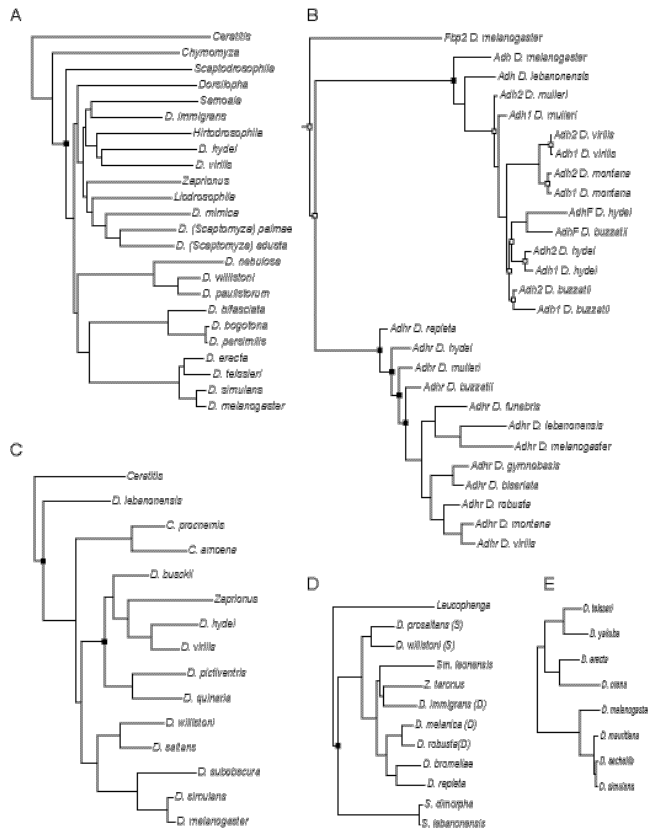 A
Ceratitis
Chymomyza
Scaptodrosophila
Dorsilopha
Samoaia
D. immigrans
Hirtodrosophila
D. hydei
D. virilis
Zaprionus
Liodrosophila
D. mimica
D. (Scaptomyza) palmae
D. (Scaptomyza) adusta
D. nebulosa
D. willistoni
D. paulistorum
D. bifasciata
D. bogotana
D. persimilis
D. erecta
D. teissieri
D. simulans
D. melanogaster
B
Fbp2 D. melanogaster
Adh D. melanogaster
Adh D. lebanonensis
Adh2 D. mulleri
Adh1 D. mulleri
Adh2 D. virilis
Adh1 D. virilis
Adh2 D. montana
Adh1 D. montana
AdhF D. hydei
AdhF D. buzzatii
Adh2 D. hydei
Adh1 D. hydei
Adh2 D. buzzatii
Adh1 D. buzzatii
Adhr D. repleta
Adhr D. hydei
Adhr D. mulleri
Adhr D. buzzatii
Adhr D. funebris
Adhr D. lebanonensis
Adhr D. melanogaster
Adhr D. gymnobasis
Adhr D. biseriata
Adhr D. robusta
Adhr D. montana
Adhr D. virilis
C
Ceratitis
D. lebanonensis
C. procnemis
C. amoena
D. busckii
Zaprionus
D. hydei
D. virilis
D. pictiventris
D. quinaria
D. willistoni
D. saltans
D. subobscura
D. simulans
D. melanogaster
D
Leucophenga
D. prosaltans (S)
D. willistoni (S)
Sm. leonensis
Z. taronus
D. immigrans (D)
D. melanica (D)
D. robusta(D)
D. bromeliae
D. repleta
S. dimorpha
S. lebanonensis
E
D. teissieri
D. yakuba
D. erecta
D. orena
D. melanogaste
D. mauritiana
D. sechellia
D. simulans